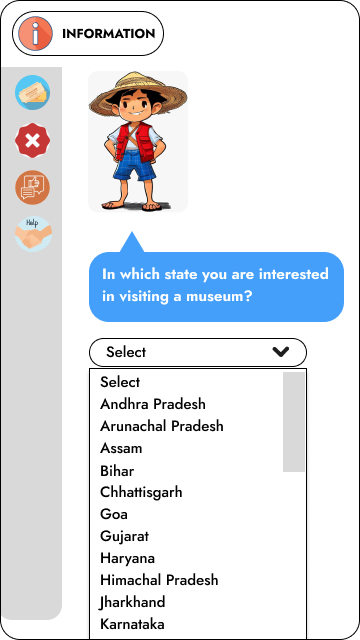 INFORMATION
Help
In which state you are interested
in visiting a museum?
Select
Select
Andhra Pradesh
Arunachal Pradesh
Assam
Bihar
Chhattisgarh
Goa
Gujarat
Haryana
Himachal Pradesh
Jharkhand
Karnataka